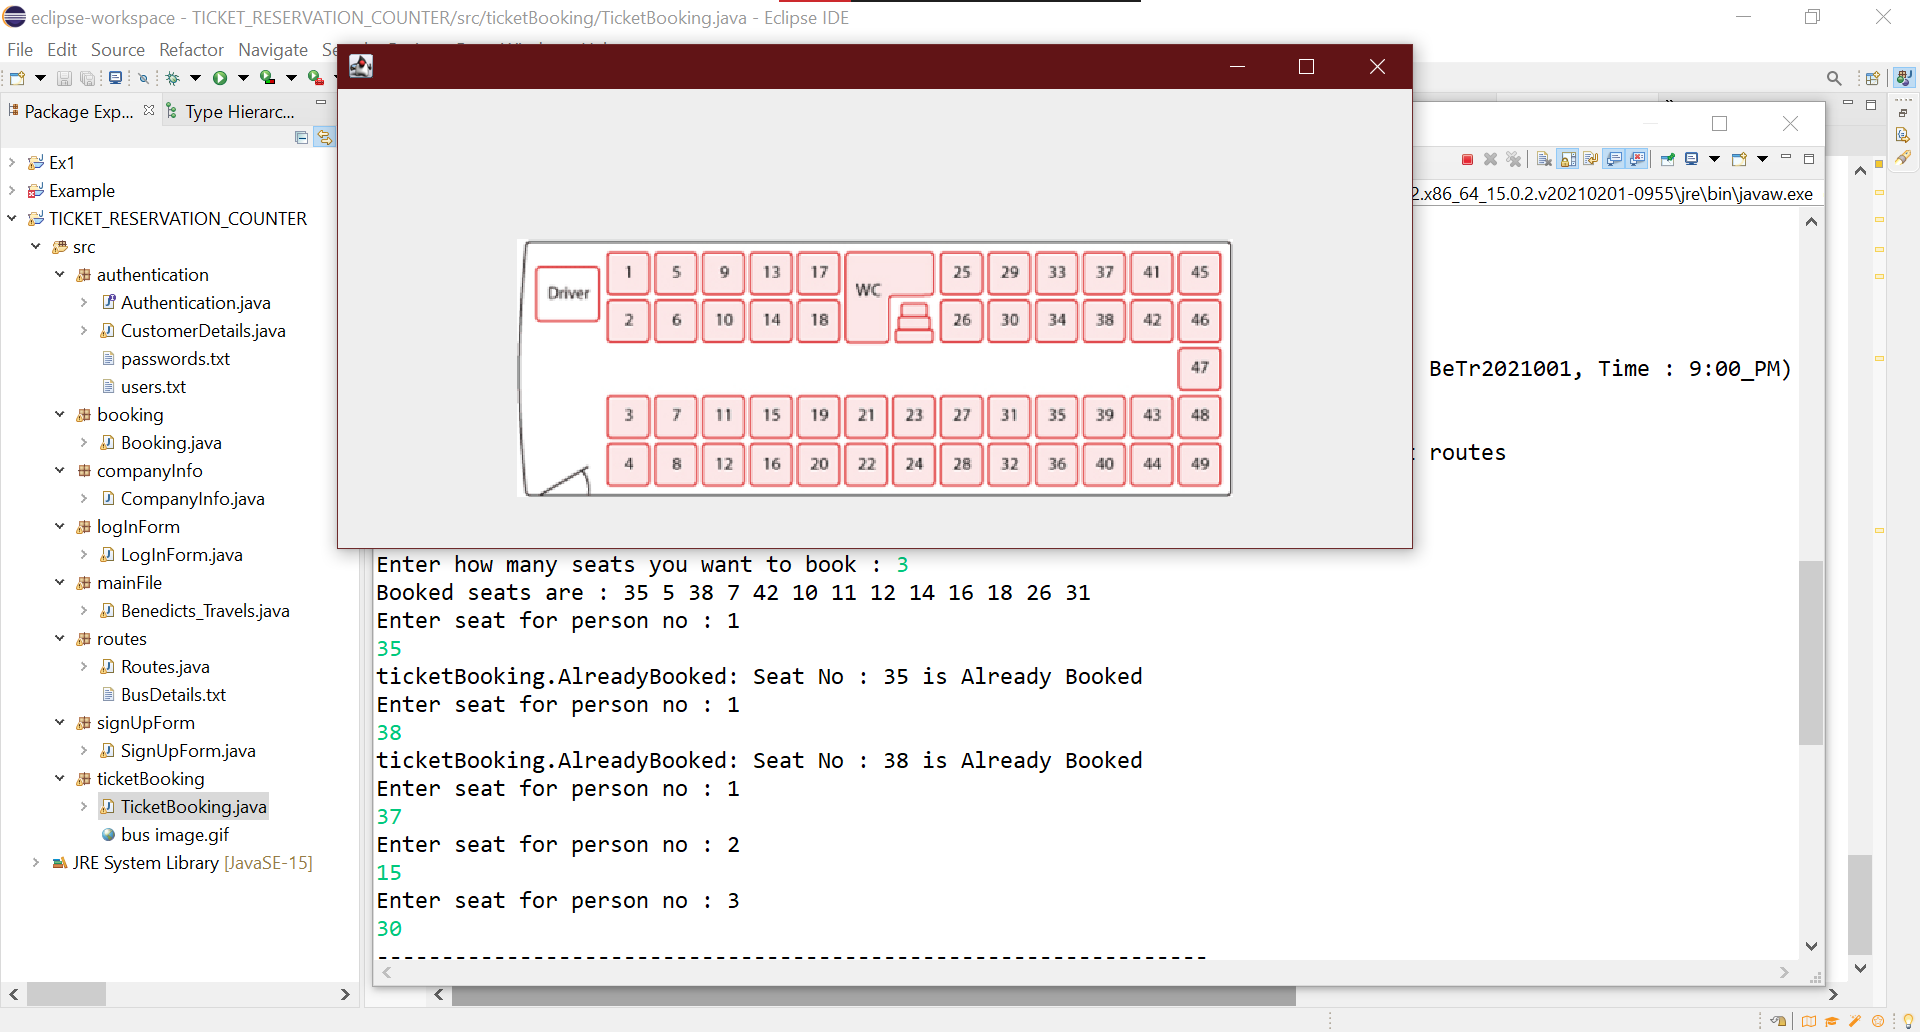 eclipse-workspace - TICKET_RESERVATION_COUNTER/src/ticketBooking/TicketBooking.java - Eclipse IDE
File Edit Source Refactor Navigate
Package Exp... Type Hierarc...
Ex1
Example
TICKET_RESERVATION_COUNTER
src
authentication
Authentication.java
CustomerDetails.java
passwords.txt
users.txt
booking
Booking.java
companyInfo
CompanyInfo.java
logInForm
LogInForm.java
mainFile
Benedicts_Travels.java
routes
Routes.java
BusDetails.txt
signUpForm
SignUpForm.java
ticketBooking
TicketBooking.java
bus image.gif
JRE System Library [JavaSE-15]
Driver
1 5 9 13 17 WC 25 29 33 37 41 45
2 6 10 14 18 26 30 34 38 42 46
47
3 7 11 15 19 21 23 27 31 35 39 43 48
4 8 12 16 20 22 24 28 32 36 40 44 49
2.x86_64_15.0.2.v20210201-0955\jre\bin\javaw.exe
BeTr2021001, Time : 9:00_PM)
routes
Enter how many seats you want to book : 3
Booked seats are : 35 5 38 7 42 10 11 12 14 16 18 26 31
Enter seat for person no : 1
35
ticketBooking.AlreadyBooked: Seat No : 35 is Already Booked
Enter seat for person no : 1
38
ticketBooking.AlreadyBooked: Seat No : 38 is Already Booked
Enter seat for person no : 1
37
Enter seat for person no : 2
15
Enter seat for person no : 3
30
----------------------------------------------------------------